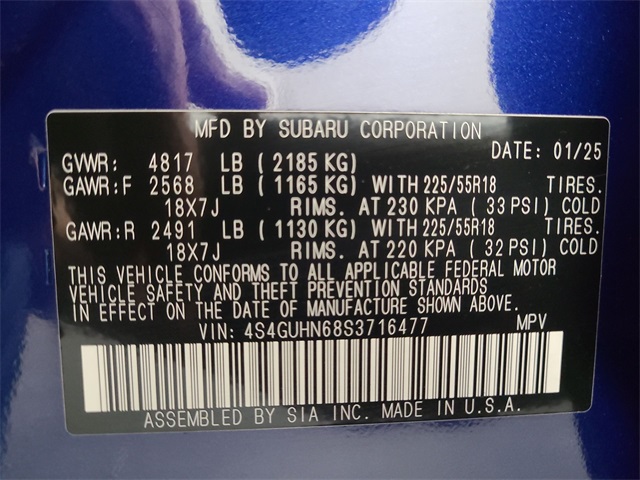 MFD BY SUBARU CORPORATION
DATE: 01/25
GVWR: 4817 LB (2185 KG)
GAWR:F 2568 LB (1165 KG) WITH 225/55R18 TIRES.
18X7J RIMS. AT 230 KPA (33 PSI) COLD
GAWR:R 2491 LB (1130 KG) WITH 225/55R18 TIRES.
18X7J RIMS. AT 220 KPA (32 PSI) COLD
THIS VEHICLE CONFORMS TO ALL APPLICABLE FEDERAL MOTOR
VEHICLE SAFETY AND THEFT PREVENTION STANDARDS
IN EFFECT ON THE DATE OF MANUFACTURE SHOWN ABOVE.
VIN: 4S4GUHN68S3716477 MPV
ASSEMBLED BY SIA INC. MADE IN U.S.A.